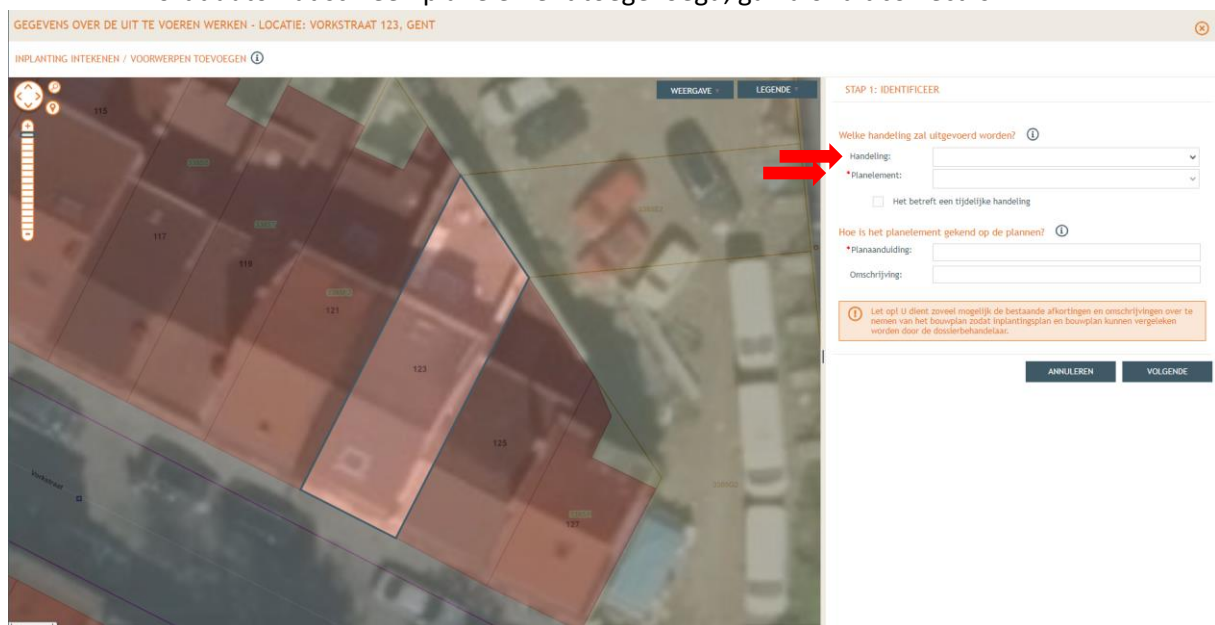 GEGEVENS OVER DE UIT TE VOEREN WERKEN - LOCATIE: VORKSTRAAT 123, GENT
INPLANTING INTEKENEN / VOORWERPEN TOEVOEGEN
WEERGAVE
LEGENDE
115
117
119
121
123
125
127
Vorkstraat
STAP 1: IDENTIFICEER
Welke handeling zal uitgevoerd worden?
Handeling:
*Planelement:
Het betreft een tijdelijke handeling
Hoe is het planelement gekend op de plannen?
*Planaanduiding:
Omschrijving:
Let op! U dient zoveel mogelijk de bestaande afkortingen en omschrijvingen over te
nemen van het bouwplan zodat inplantingsplan en bouwplan kunnen vergeleken
worden door de dossierbehandelaar.
ANNULEREN
VOLGENDE